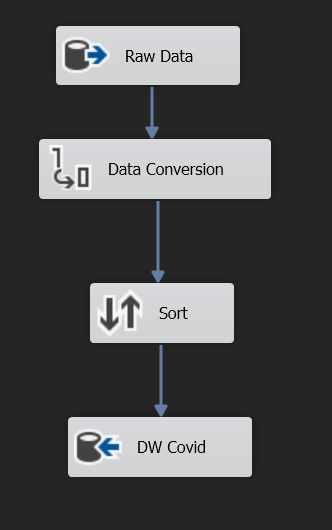 Raw Data
Data Conversion
Sort
DW Covid